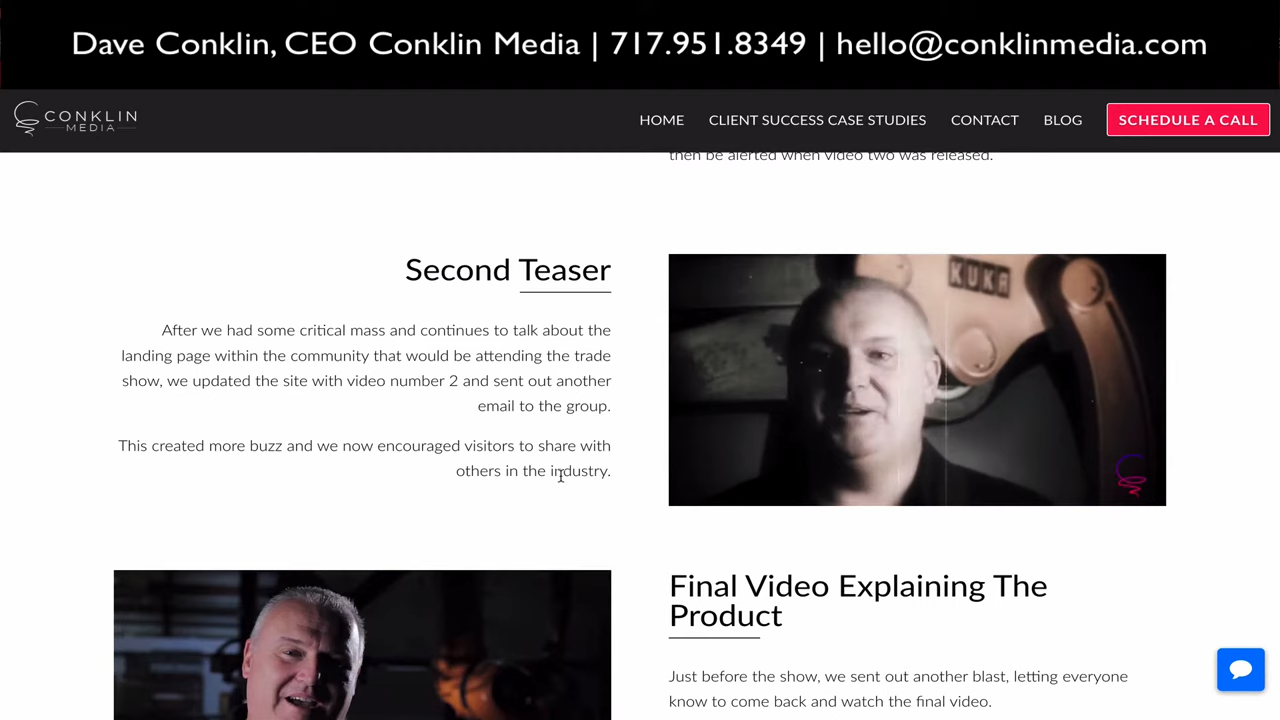 Dave Conklin, CEO Conklin Media | 717.951.8349 | hello@conklinmedia.com
CONKLIN
MEDIA
HOME
CLIENT SUCCESS CASE STUDIES
CONTACT
BLOG
SCHEDULE A CALL
then be alerted when video two was released.
Second Teaser
After we had some critical mass and continues to talk about the
landing page within the community that would be attending the trade
show, we updated the site with video number 2 and sent out another
email to the group.
This created more buzz and we now encouraged visitors to share with
others in the industry.
KUKA
Final Video Explaining The
Product
Just before the show, we sent out another blast, letting everyone
know to come back and watch the final video.